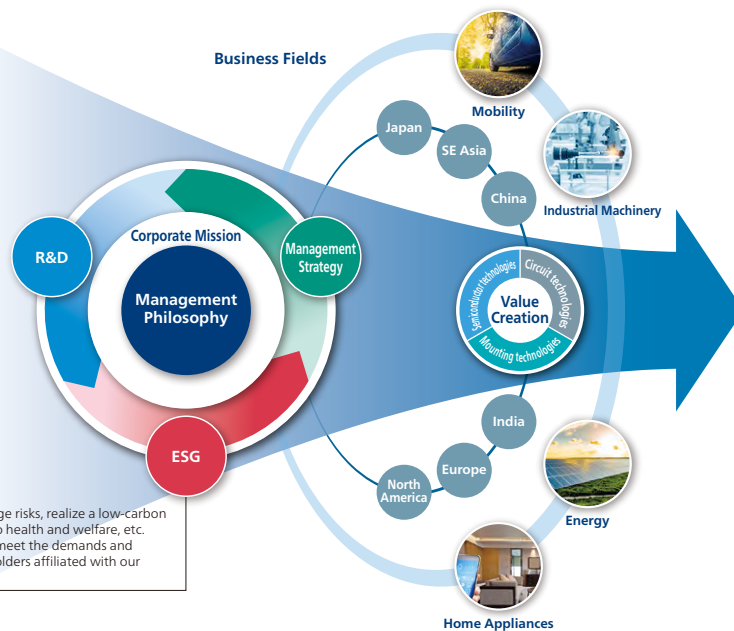 Business Fields
Mobility
Japan
SE Asia
China
Industrial Machinery
R&D
Corporate Mission
Management
Philosophy
Management
Strategy
ESG
Semiconductor technologies
Circuit technologies
Mounting technologies
Value
Creation
India
Europe
North
America
Energy
Home Appliances
ge risks, realize a low-carbon
o health and welfare, etc.
meet the demands and
olders affiliated with our